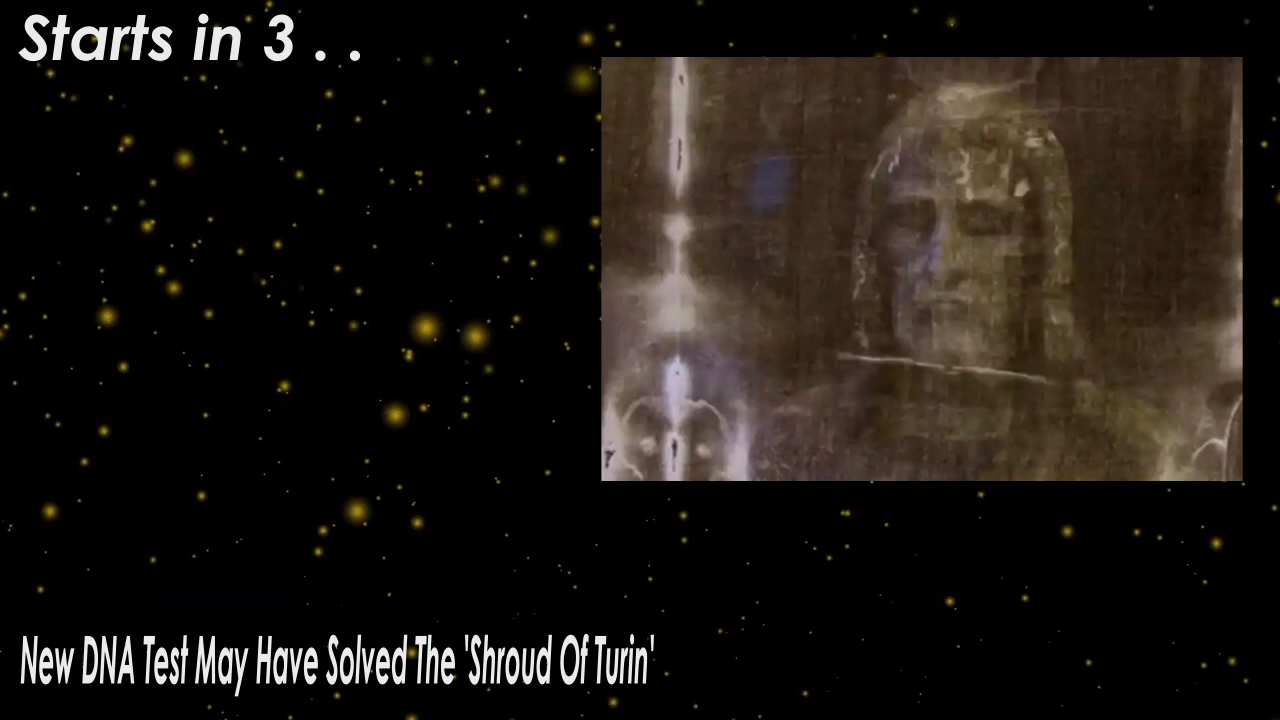 Starts in 3 . .
New DNA Test May Have Solved The 'Shroud Of Turin'